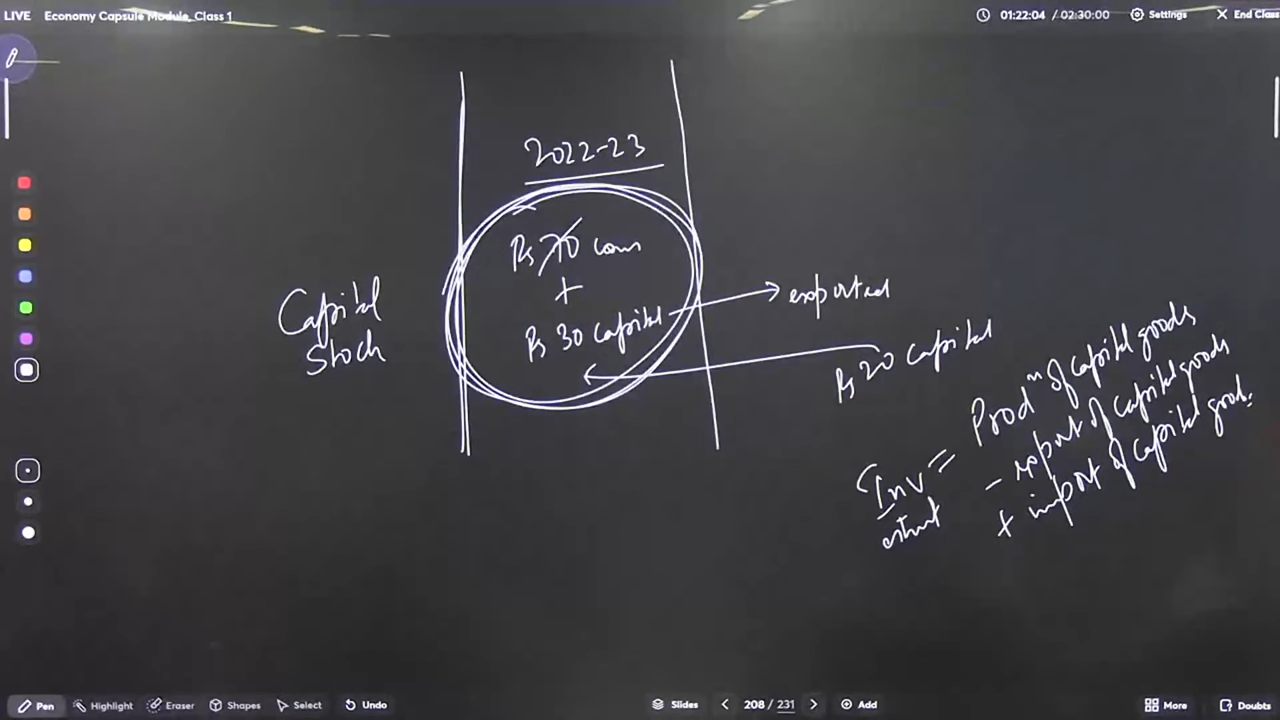 LIVE Economy Capsule Module, Class 1
01:22:04 / 02:30:00 Settings End Class
2022-23
Rs 70 cons
+
Rs 30 capital
exported
Capital
Stock
Rs 20 capital
Inv = Prodn of capital goods
- export of capital goods
+ import of capital goods
Pen Highlight Eraser Shapes Select Undo Slides 208 / 231 Add More Doubts